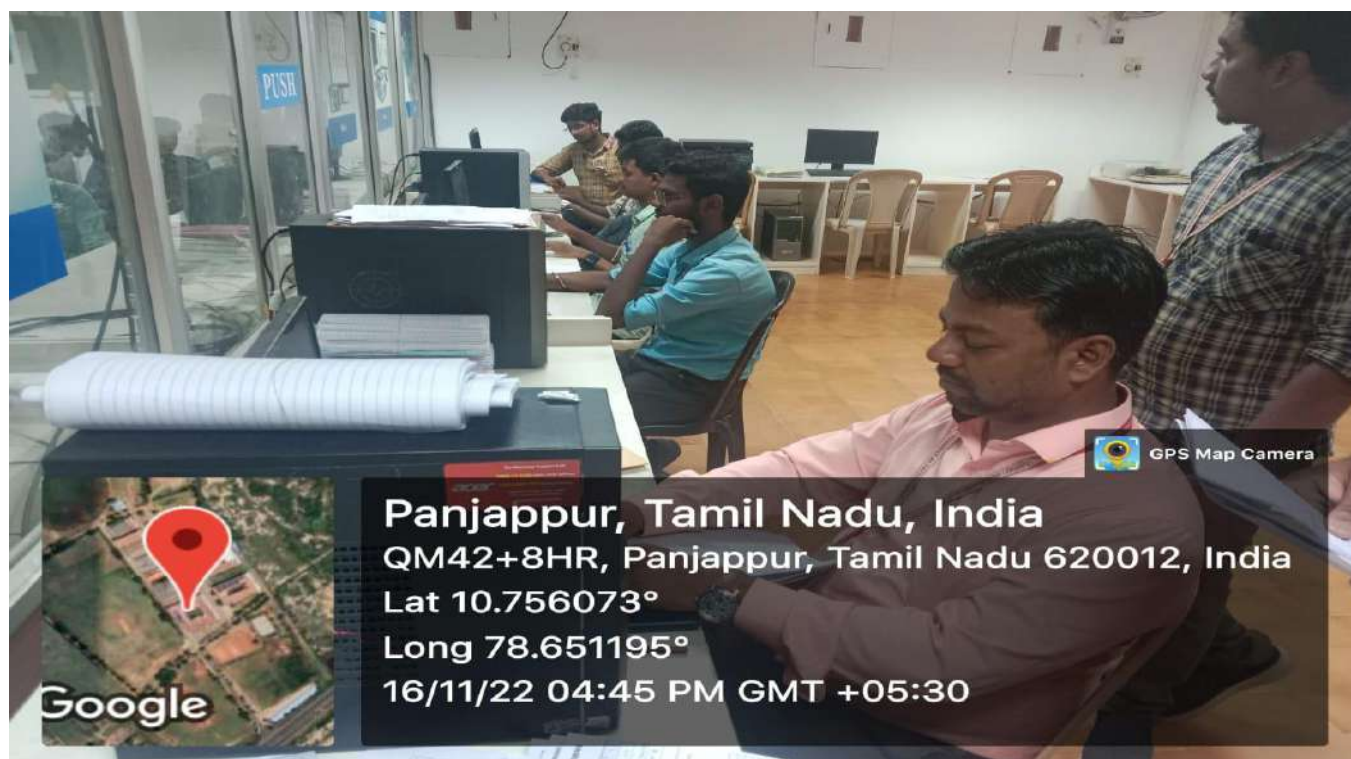 PUSH
acer
GPS Map Camera
Panjappur, Tamil Nadu, India
QM42+8HR, Panjappur, Tamil Nadu 620012, India
Lat 10.756073°
Long 78.651195°
16/11/22 04:45 PM GMT +05:30
Google